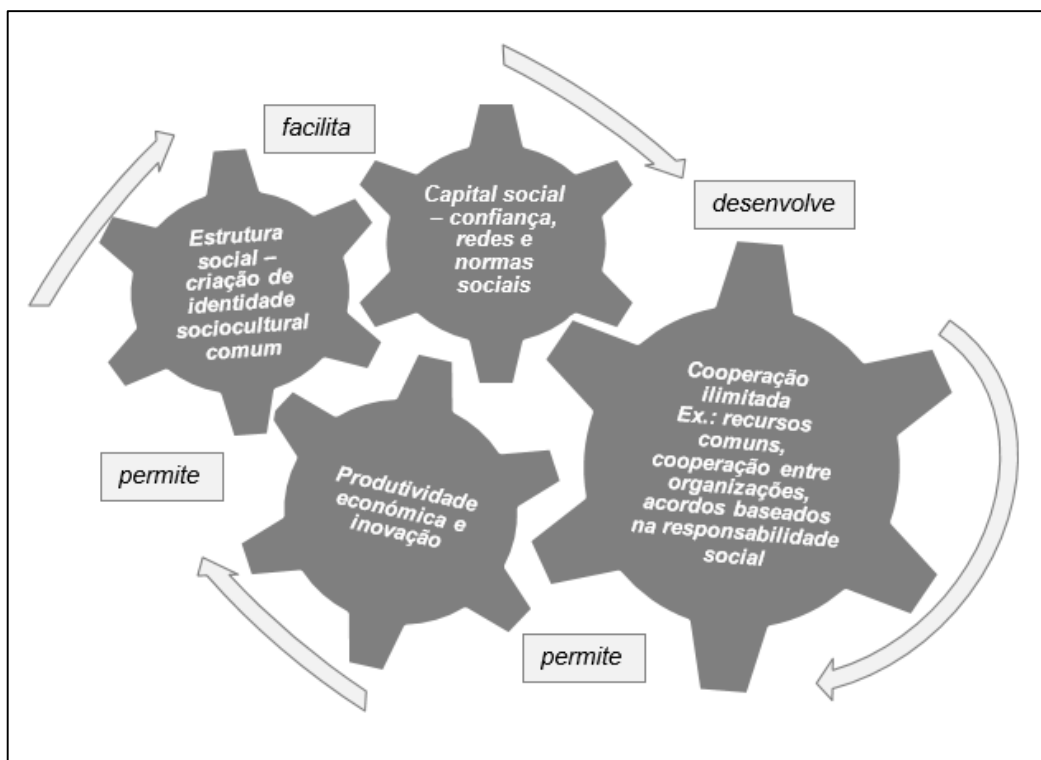 facilita
Capital social
– confiança,
redes e
normas
sociais
desenvolve
Estrutura
social –
criação de
identidade
sociocultural
comum
Cooperação
ilimitada
Ex.: recursos
comuns,
cooperação entre
organizações,
acordos baseados
na responsabilidade
social
permite
Produtividade
económica e
inovação
permite